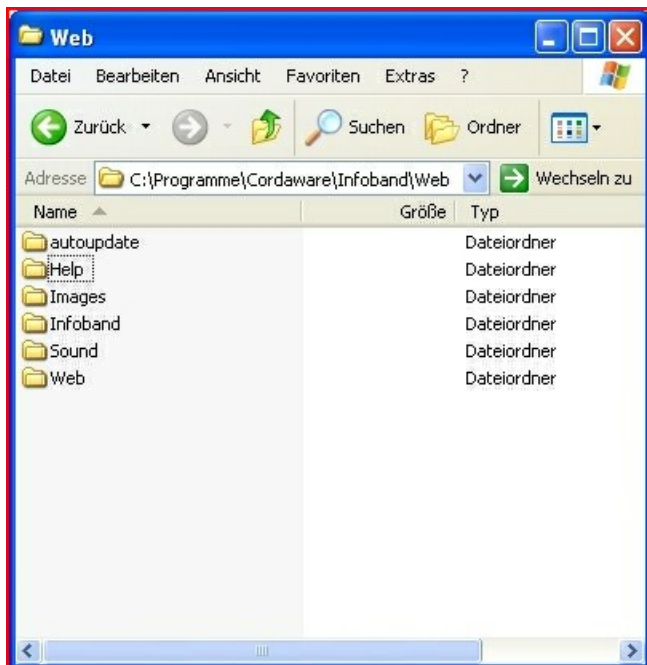 Web
Datei Bearbeiten Ansicht Favoriten Extras ?
Zurück Suchen Ordner
Adresse C:\Programme\Cordaware\Infoband\Web Wechseln zu
Name Größe Typ
autoupdate Dateiordner
Help Dateiordner
Images Dateiordner
Infoband Dateiordner
Sound Dateiordner
Web Dateiordner